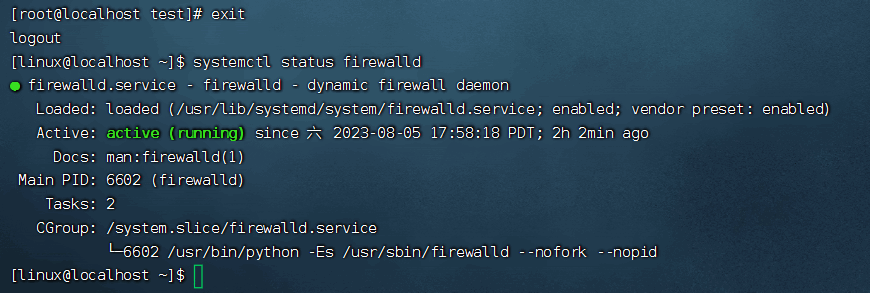 [root@localhost test]# exit
logout
[linux@localhost ~]$ systemctl status firewalld
● firewalld.service - firewalld - dynamic firewall daemon
   Loaded: loaded (/usr/lib/systemd/system/firewalld.service; enabled; vendor preset: enabled)
   Active: active (running) since 六 2023-08-05 17:58:18 PDT; 2h 2min ago
     Docs: man:firewalld(1)
 Main PID: 6602 (firewalld)
    Tasks: 2
   CGroup: /system.slice/firewalld.service
           └─6602 /usr/bin/python -Es /usr/sbin/firewalld --nofork --nopid
[linux@localhost ~]$